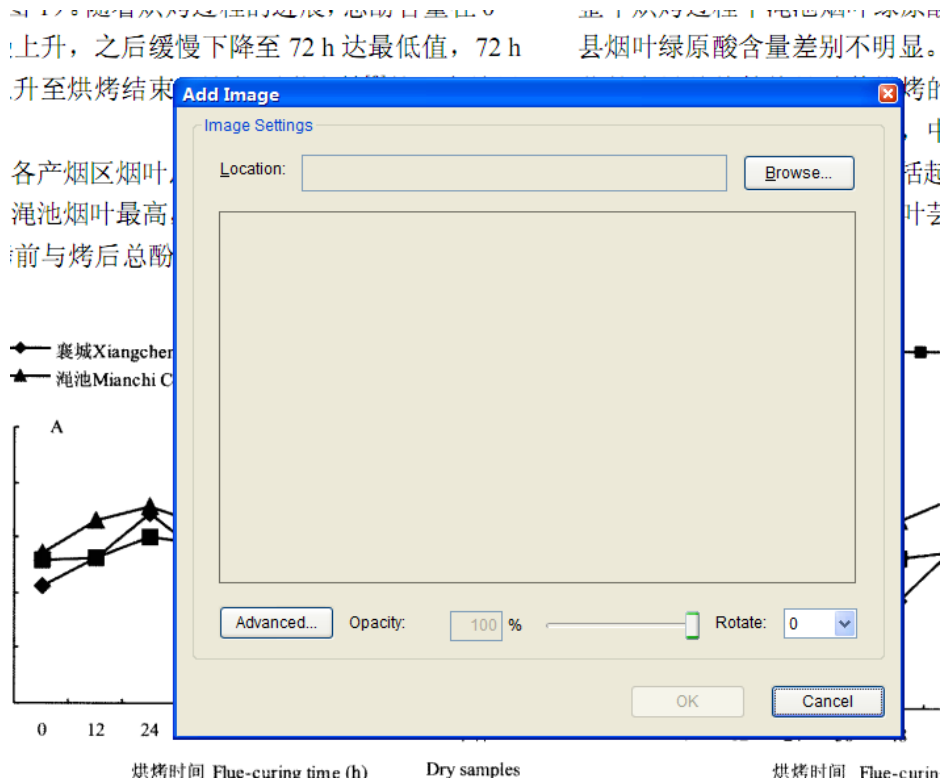 上升，之后缓慢下降至 72 h 达最低值，72 h
县烟叶绿原酸含量差别不明显。
升至烘烤结束
烤的
各产烟区烟叶
渑池烟叶最高，
前与烤后总酚
Add Image
Image Settings
Location:
Browse...
Advanced...
Opacity:
100 %
Rotate:
0
OK
Cancel
襄城Xiangchen
渑池Mianchi C
A
0 12 24
烘烤时间 Flue-curing time (h)
Dry samples
烘烤时间 Flue-curin